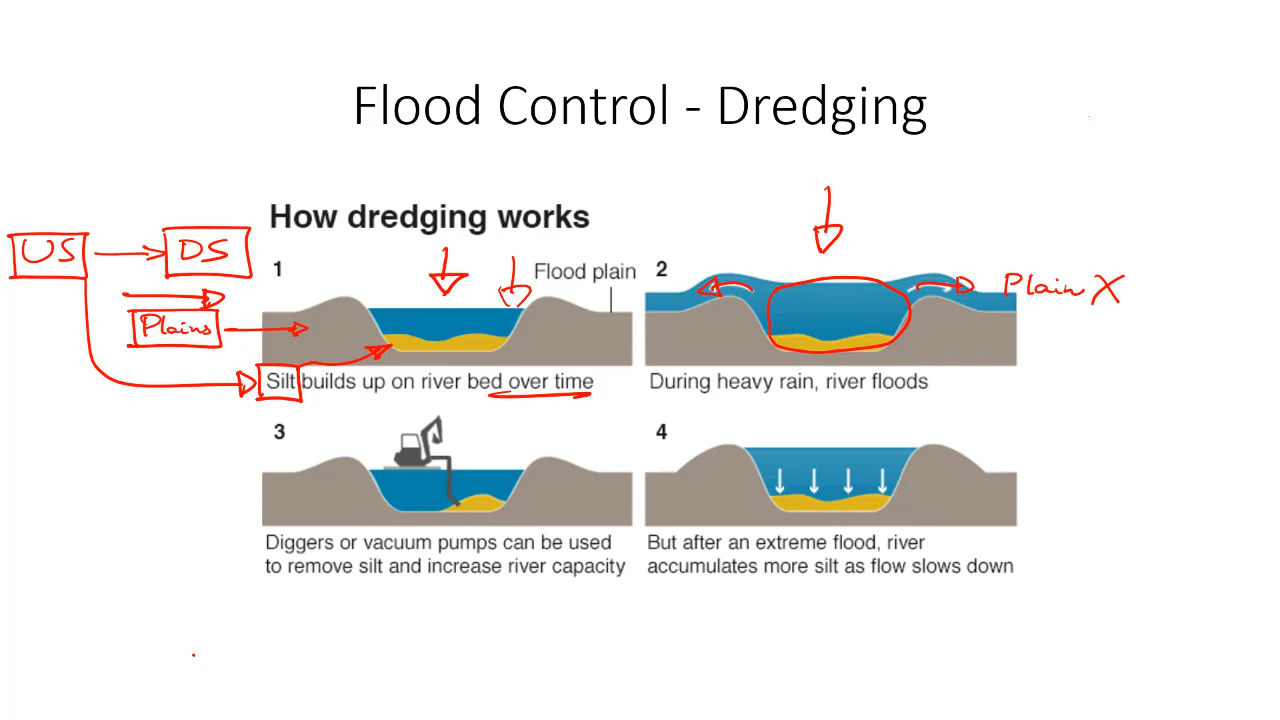 Flood Control - Dredging
How dredging works
US
DS
Plains
1
Flood plain
Silt builds up on river bed over time
2
Plain X
During heavy rain, river floods
3
Diggers or vacuum pumps can be used
to remove silt and increase river capacity
4
But after an extreme flood, river
accumulates more silt as flow slows down